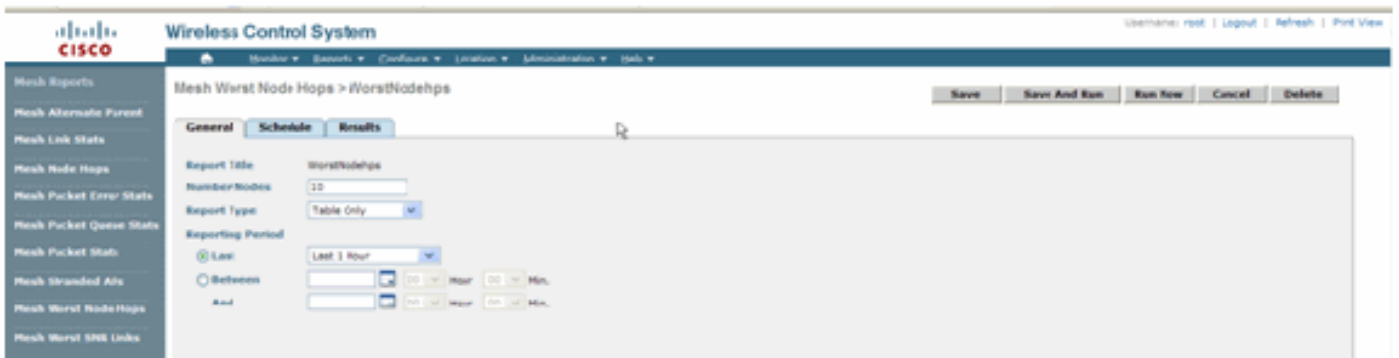 Username: root | Logout | Refresh | Print View
CISCO
Wireless Control System
Monitor Reports Configure Location Administration Help
Mesh Reports
Mesh Alternate Parent
Mesh Link Stats
Mesh Node Hops
Mesh Packet Error Stats
Mesh Packet Queue Stats
Mesh Packet Stats
Mesh Stranded APs
Mesh Worst Node Hops
Mesh Worst SNR Links
Mesh Worst Node Hops > WorstNodehps
Save Save And Run Run Now Cancel Delete
General Schedule Results
Report Title WorstNodehps
Number Nodes 10
Report Type Table Only
Reporting Period
Last Last 1 Hour
Between 00 Hour 00 Min.
And 00 Hour 00 Min.